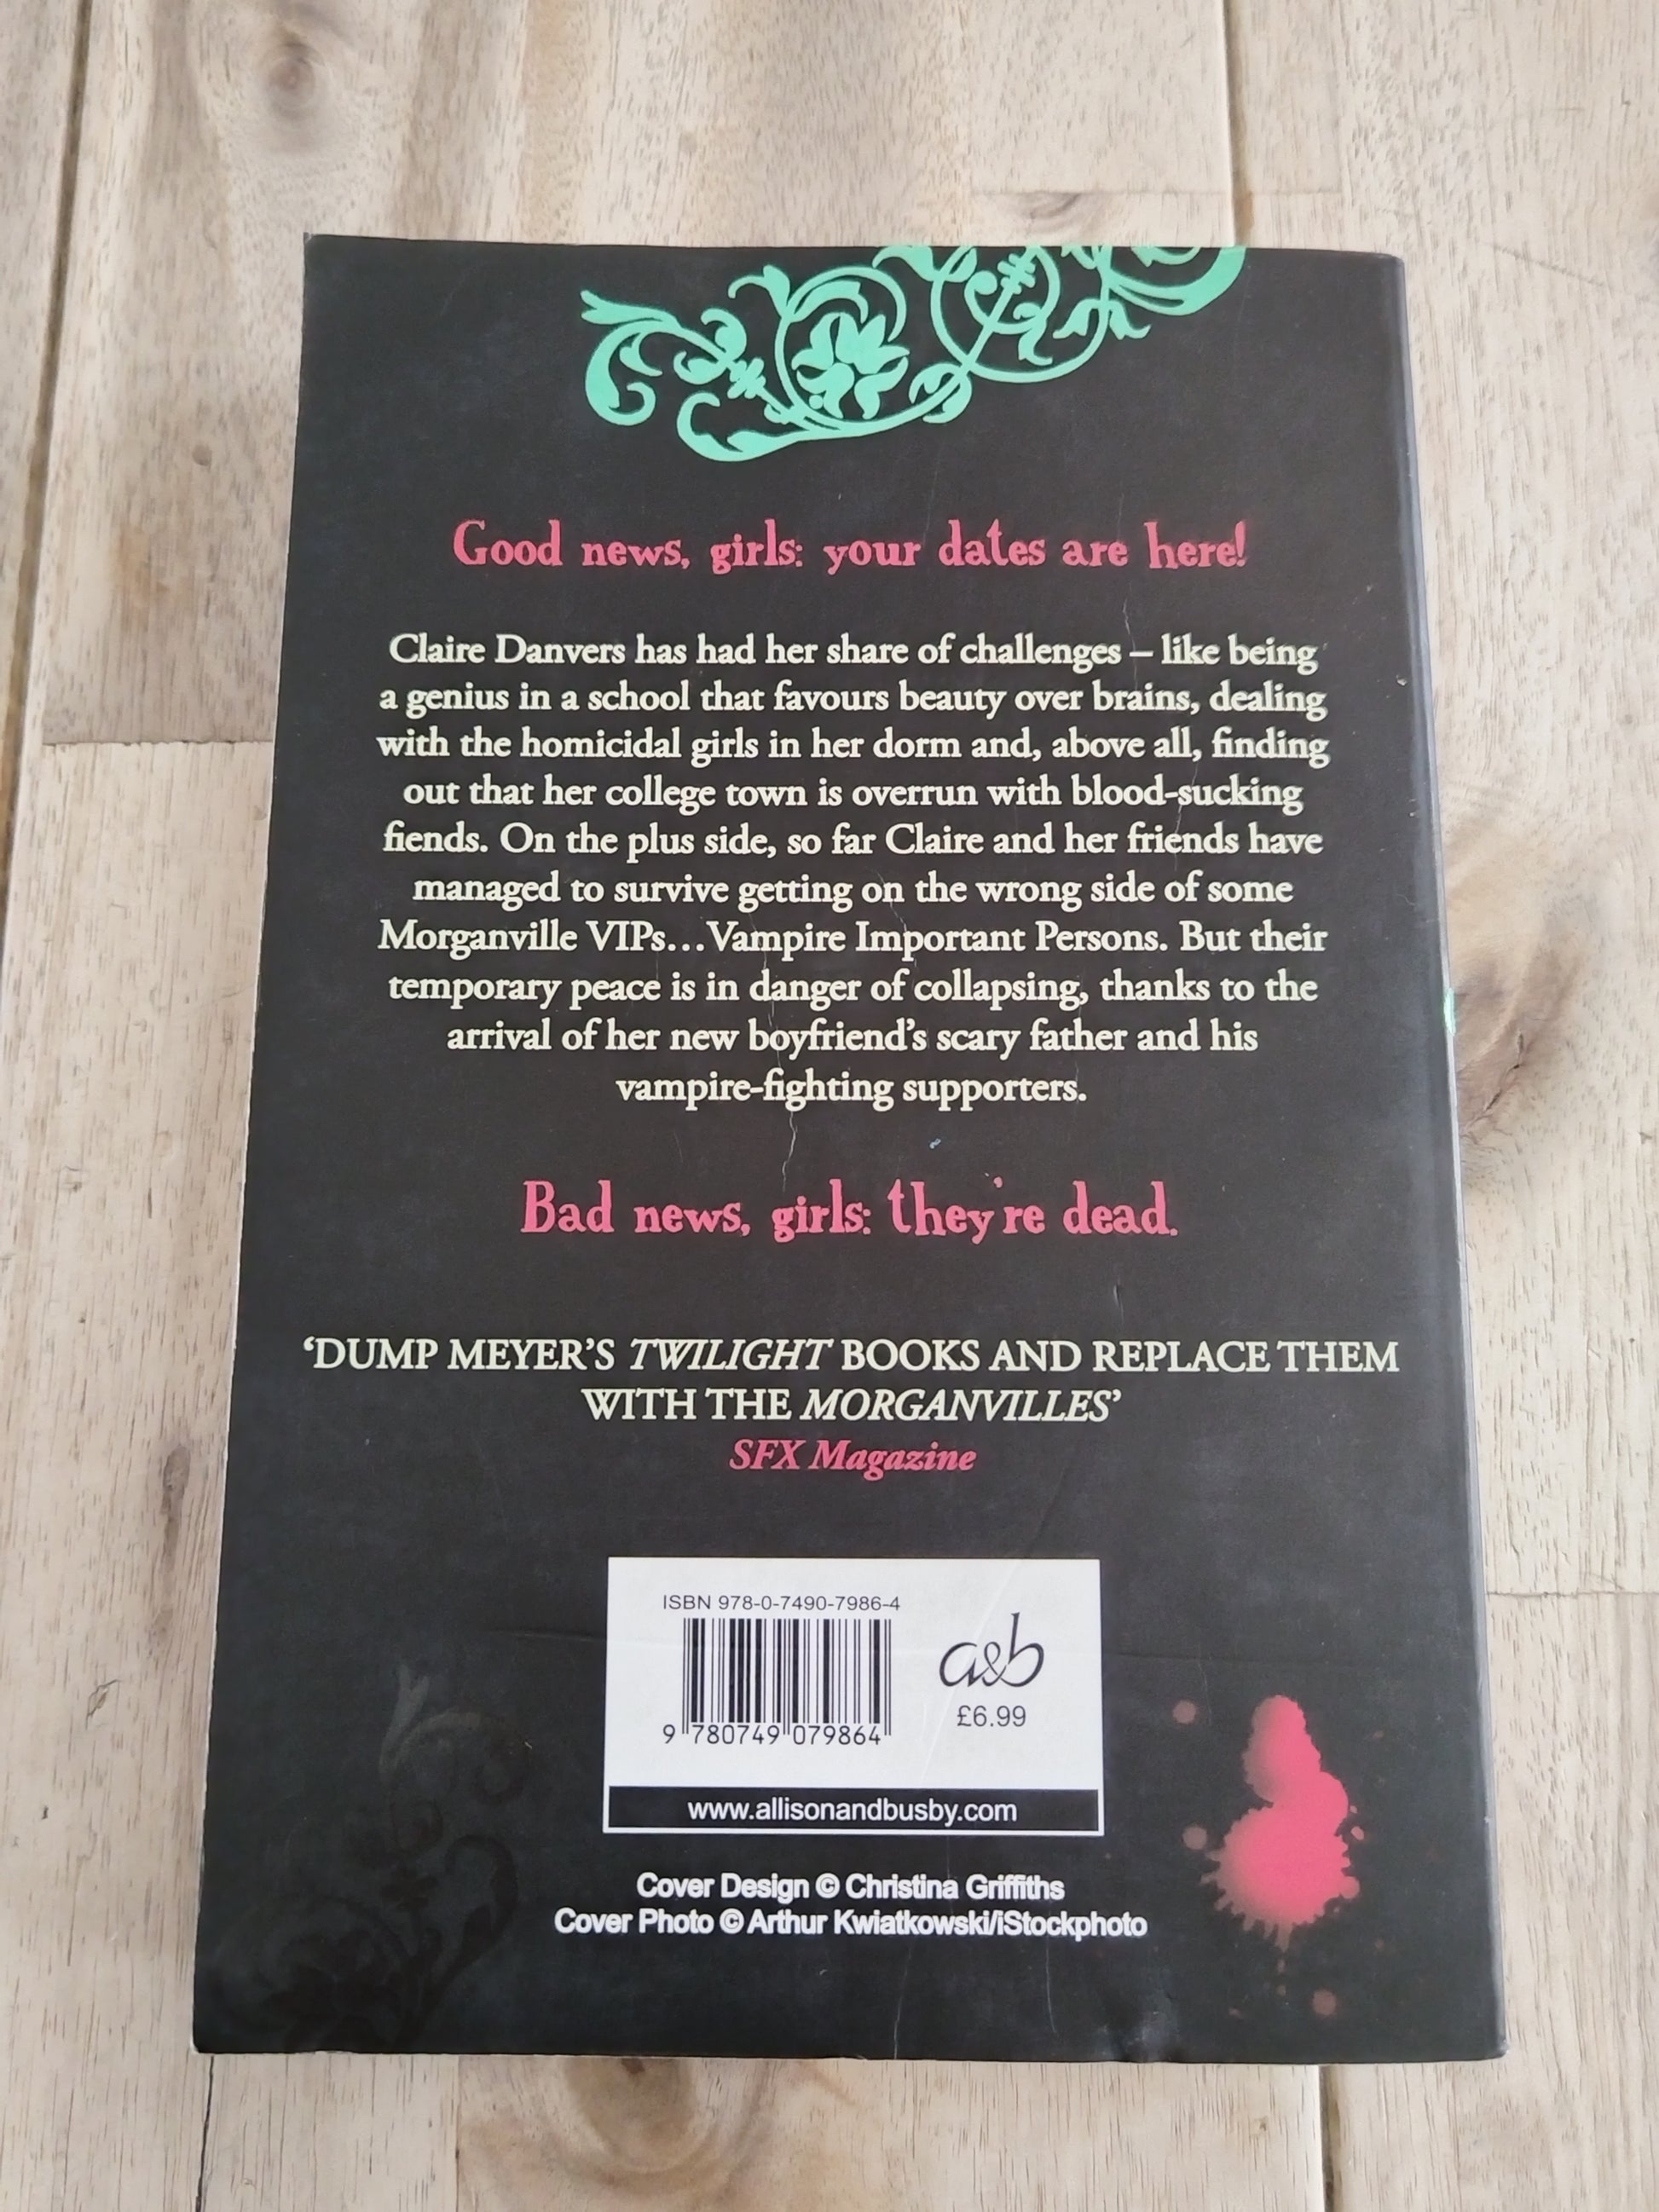 Good news, girls: your dates are here!
Claire Danvers has had her share of challenges – like being
a genius in a school that favours beauty over brains, dealing
with the homicidal girls in her dorm and, above all, finding
out that her college town is overrun with blood-sucking
fiends. On the plus side, so far Claire and her friends have
managed to survive getting on the wrong side of some
Morganville VIPs…Vampire Important Persons. But their
temporary peace is in danger of collapsing, thanks to the
arrival of her new boyfriend’s scary father and his
vampire-fighting supporters.
Bad news, girls: they’re dead.
‘DUMP MEYER’S TWILIGHT BOOKS AND REPLACE THEM
WITH THE MORGANVILLES’
SFX Magazine
ISBN 978-0-7490-7986-4
9 780749 079864
a&b
£6.99
www.allisonandbusby.com
Cover Design © Christina Griffiths
Cover Photo © Arthur Kwiatkowski/iStockphoto